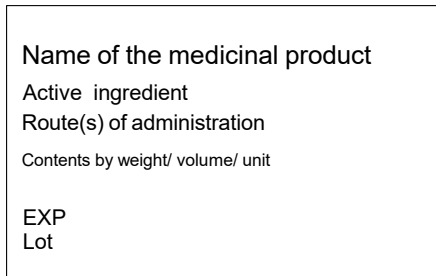 Name of the medicinal product
Active ingredient
Route(s) of administration
Contents by weight/ volume/ unit
EXP
Lot